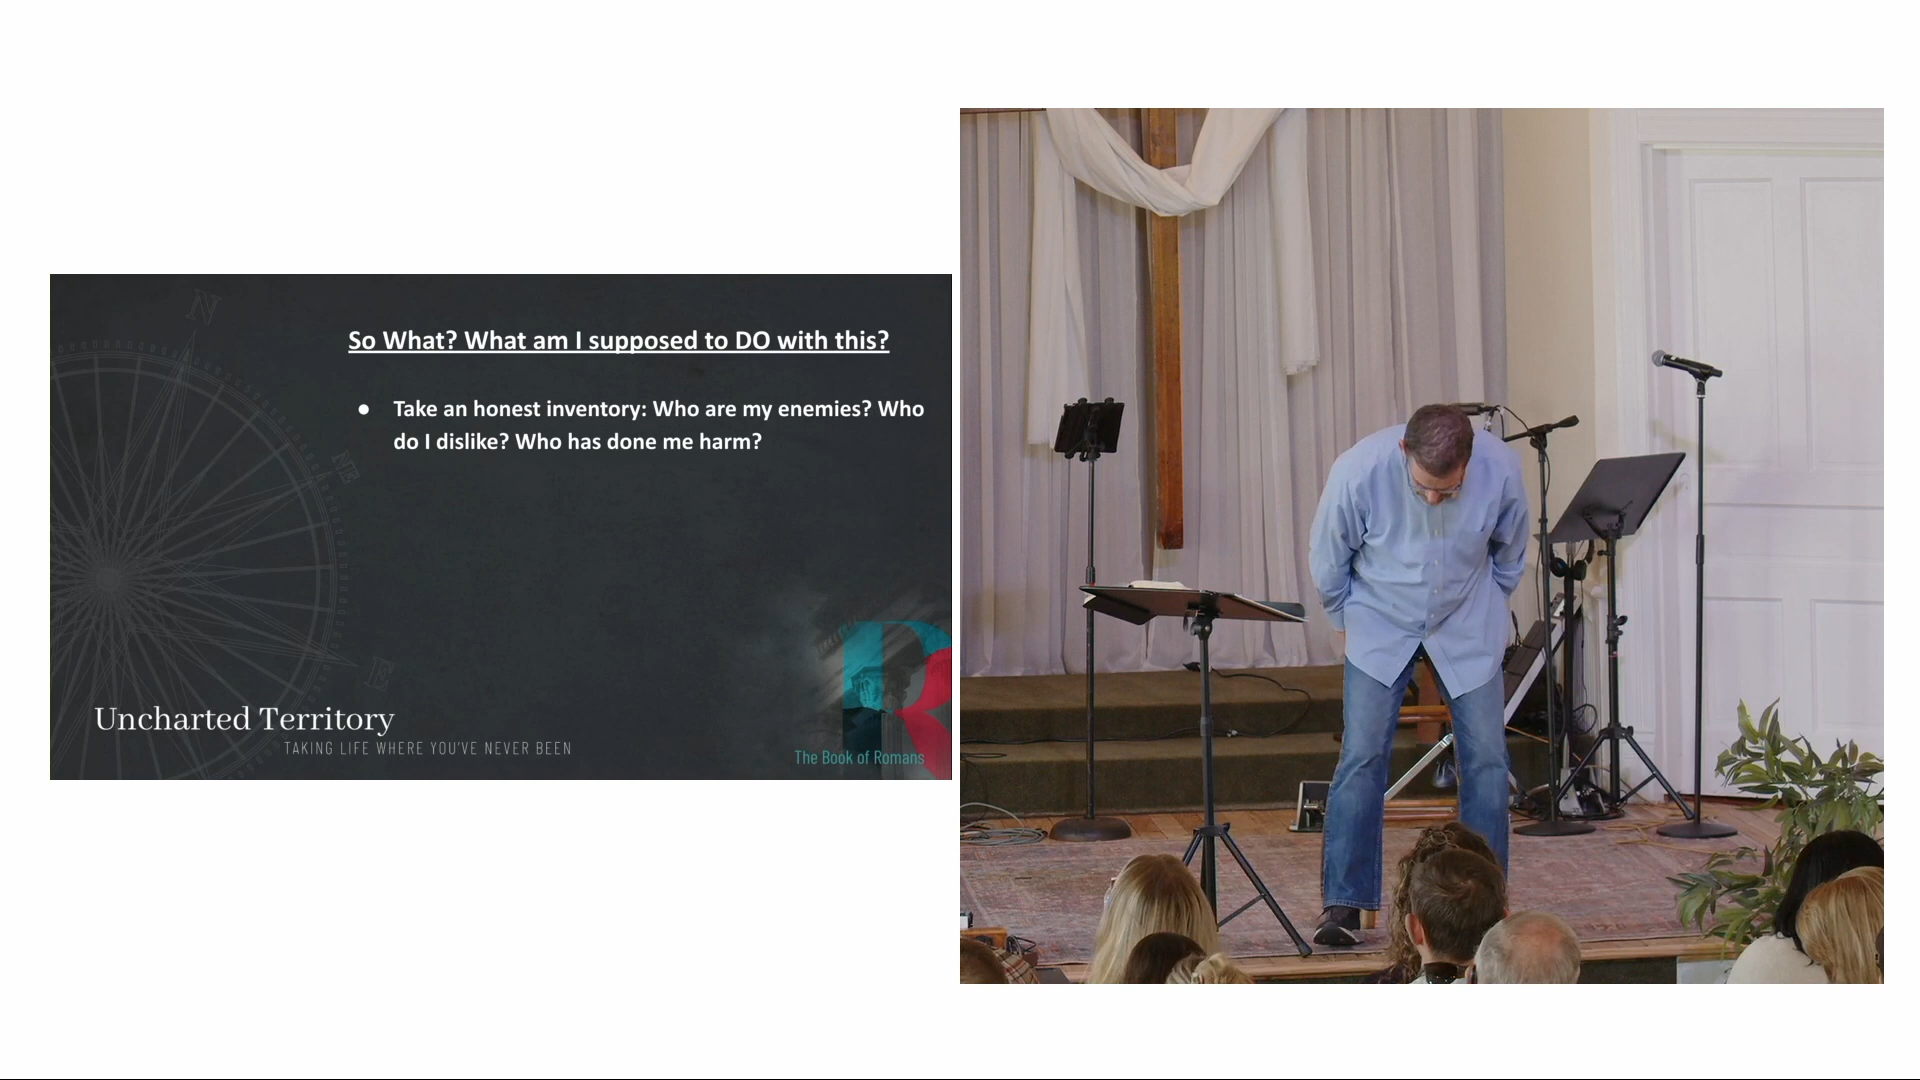 N
So What? What am I supposed to DO with this?
● Take an honest inventory: Who are my enemies? Who
do I dislike? Who has done me harm?
NE
E
R
Uncharted Territory
TAKING LIFE WHERE YOU'VE NEVER BEEN
The Book of Romans